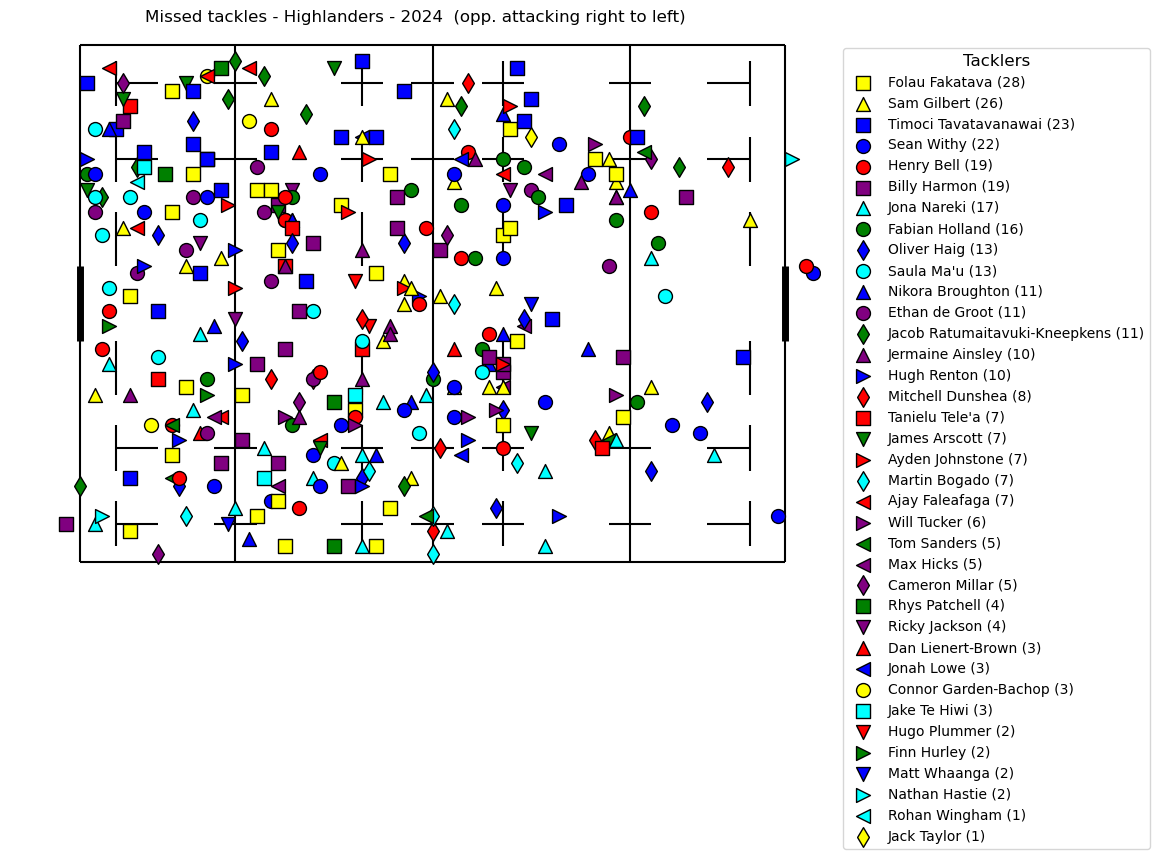 Missed tackles - Highlanders - 2024  (opp. attacking right to left)
Tacklers
Folau Fakatava (28)
Sam Gilbert (26)
Timoci Tavatavanawai (23)
Sean Withy (22)
Henry Bell (19)
Billy Harmon (19)
Jona Nareki (17)
Fabian Holland (16)
Oliver Haig (13)
Saula Ma'u (13)
Nikora Broughton (11)
Ethan de Groot (11)
Jacob Ratumaitavuki-Kneepkens (11)
Jermaine Ainsley (10)
Hugh Renton (10)
Mitchell Dunshea (8)
Tanielu Tele'a (7)
James Arscott (7)
Ayden Johnstone (7)
Martin Bogado (7)
Ajay Faleafaga (7)
Will Tucker (6)
Tom Sanders (5)
Max Hicks (5)
Cameron Millar (5)
Rhys Patchell (4)
Ricky Jackson (4)
Dan Lienert-Brown (3)
Jonah Lowe (3)
Connor Garden-Bachop (3)
Jake Te Hiwi (3)
Hugo Plummer (2)
Finn Hurley (2)
Matt Whaanga (2)
Nathan Hastie (2)
Rohan Wingham (1)
Jack Taylor (1)